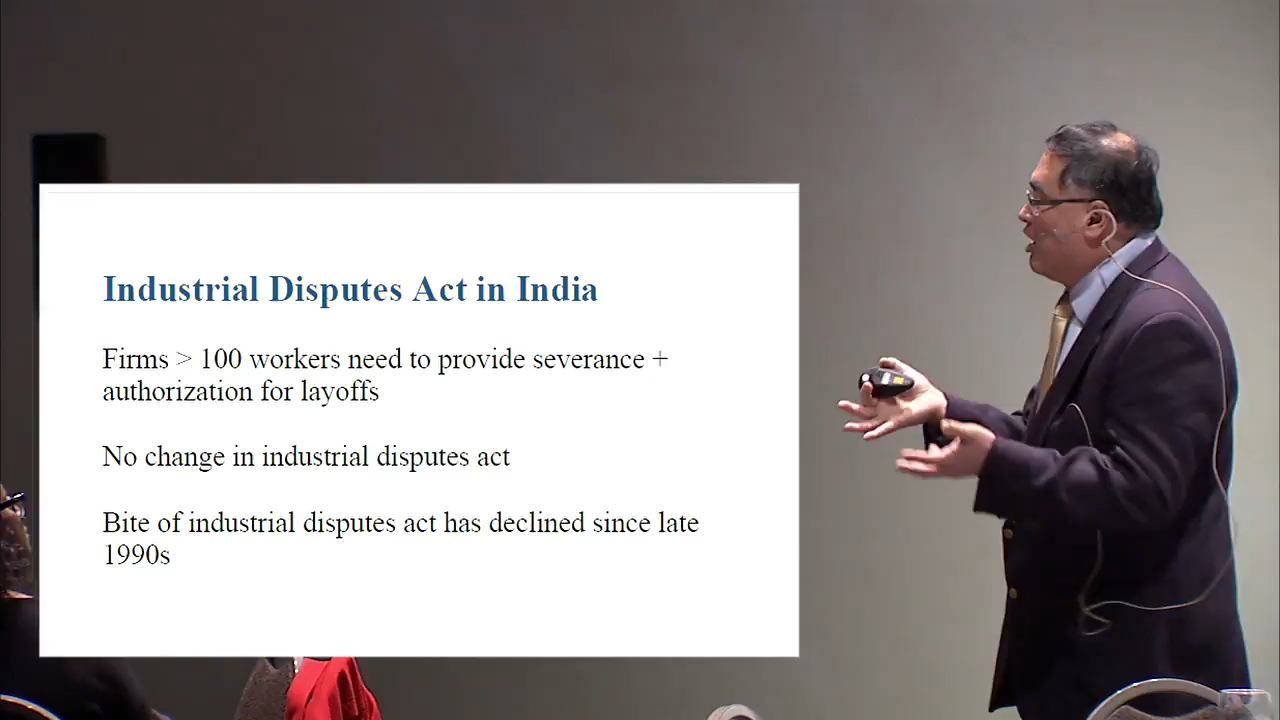 Industrial Disputes Act in India
Firms > 100 workers need to provide severance +
authorization for layoffs
No change in industrial disputes act
Bite of industrial disputes act has declined since late
1990s